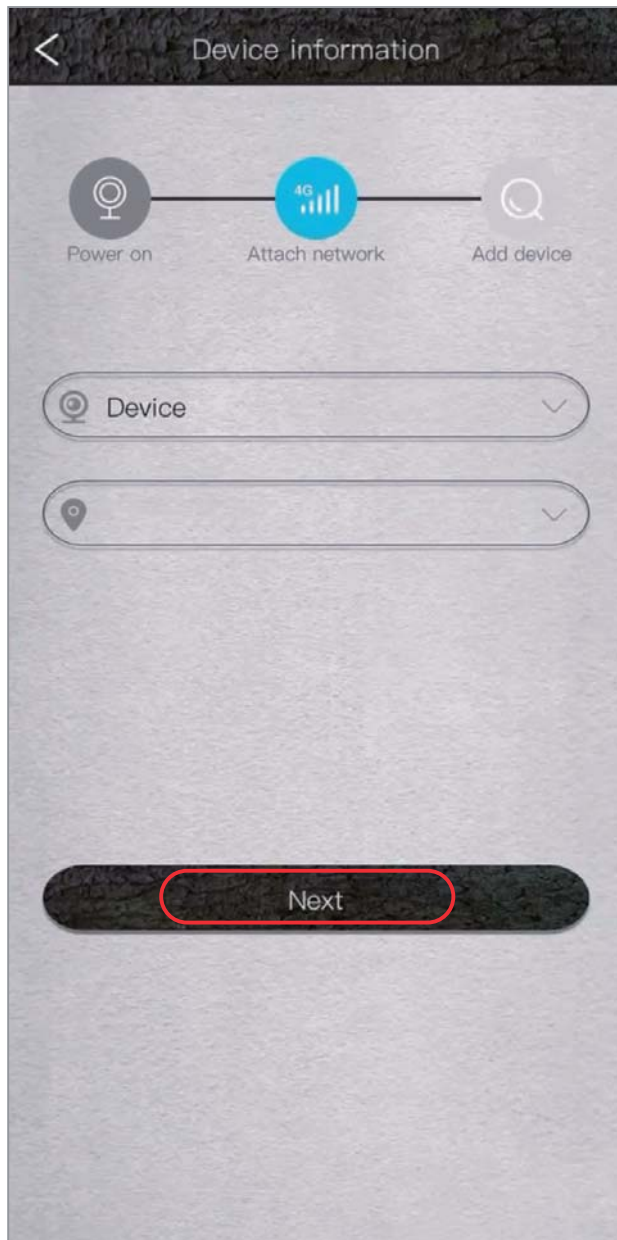 Device information
4G
Power on
Attach network
Add device
Device
Next